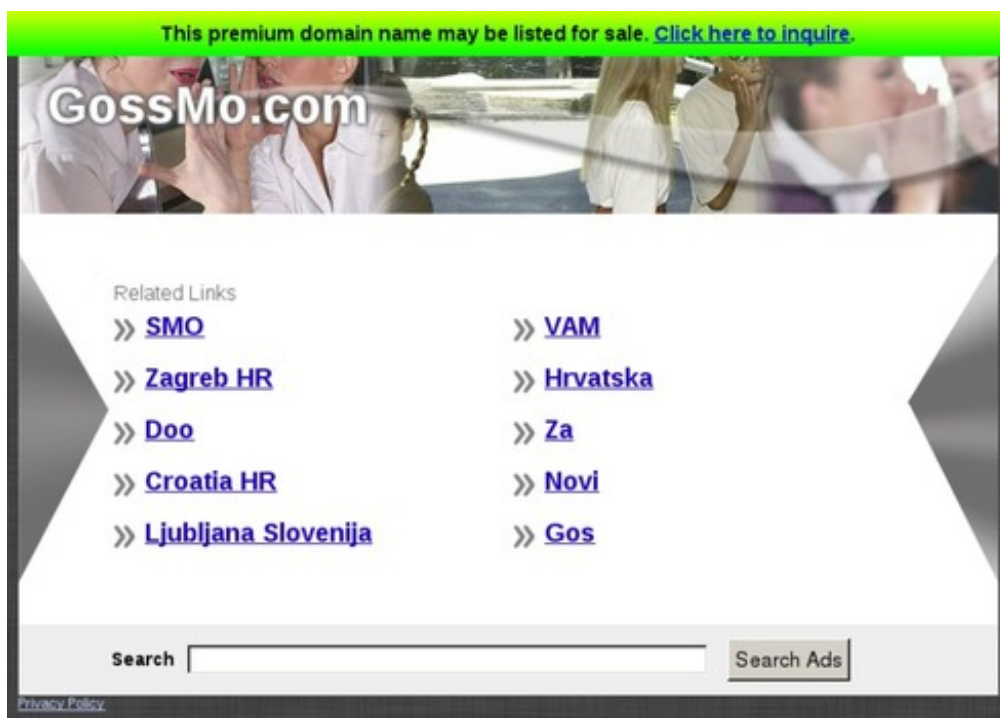 This premium domain name may be listed for sale. Click here to inquire.
GossMo.com
Related Links
SMO
VAM
Zagreb HR
Hrvatska
Doo
Za
Croatia HR
Novi
Ljubljana Slovenija
Gos
Search
Search Ads
Privacy Policy